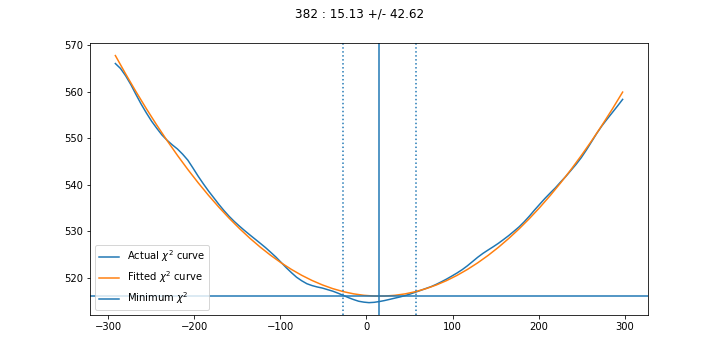 382 : 15.13 +/- 42.62
570
560
550
540
530
520
Actual χ² curve
Fitted χ² curve
Minimum χ²
−300 −200 −100 0 100 200 300